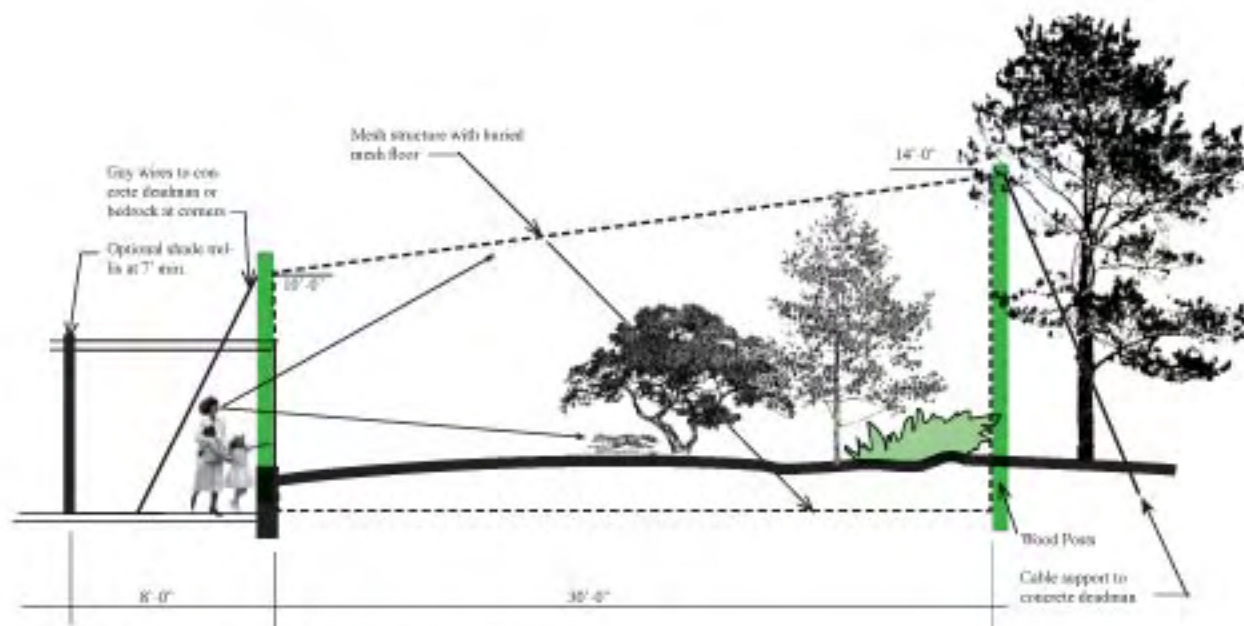 Mesh structure with buried
mesh floor
14'-0"
Guy wires to con-
crete deadman or
bedrock at corners
Optional shade trel-
lis at 7' min.
10'-0"
Wood Posts
Cable support to
concrete deadman
8'-0"
30'-0"